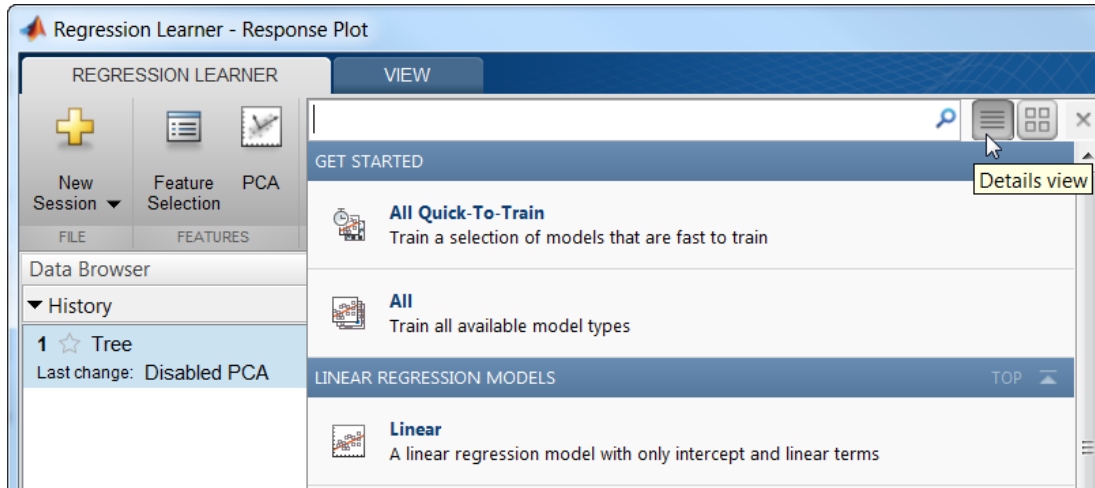 Regression Learner - Response Plot
REGRESSION LEARNER
VIEW
New
Session
Feature
Selection
PCA
FILE
FEATURES
GET STARTED
Details view
All Quick-To-Train
Train a selection of models that are fast to train
All
Train all available model types
LINEAR REGRESSION MODELS
TOP
Linear
A linear regression model with only intercept and linear terms
Data Browser
History
1 Tree
Last change: Disabled PCA